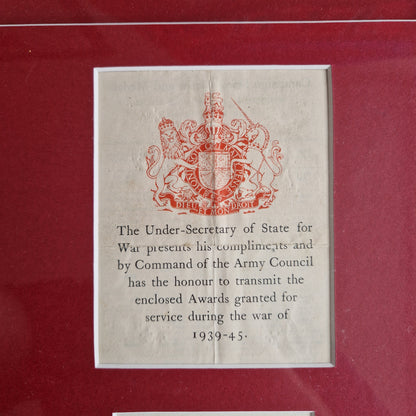 DIEU ET MON DROIT
The Under-Secretary of State for
War presents his compliments and
by Command of the Army Council
has the honour to transmit the
enclosed Awards granted for
service during the war of
1939-45.